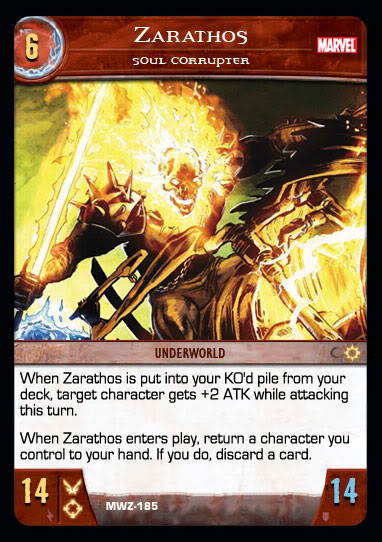 6
ZARATHOS
SOUL CORRUPTER
MARVEL
UNDERWORLD
When Zarathos is put into your KO'd pile from your
deck, target character gets +2 ATK while attacking
this turn.
When Zarathos enters play, return a character you
control to your hand. If you do, discard a card.
14
MWZ-185
14